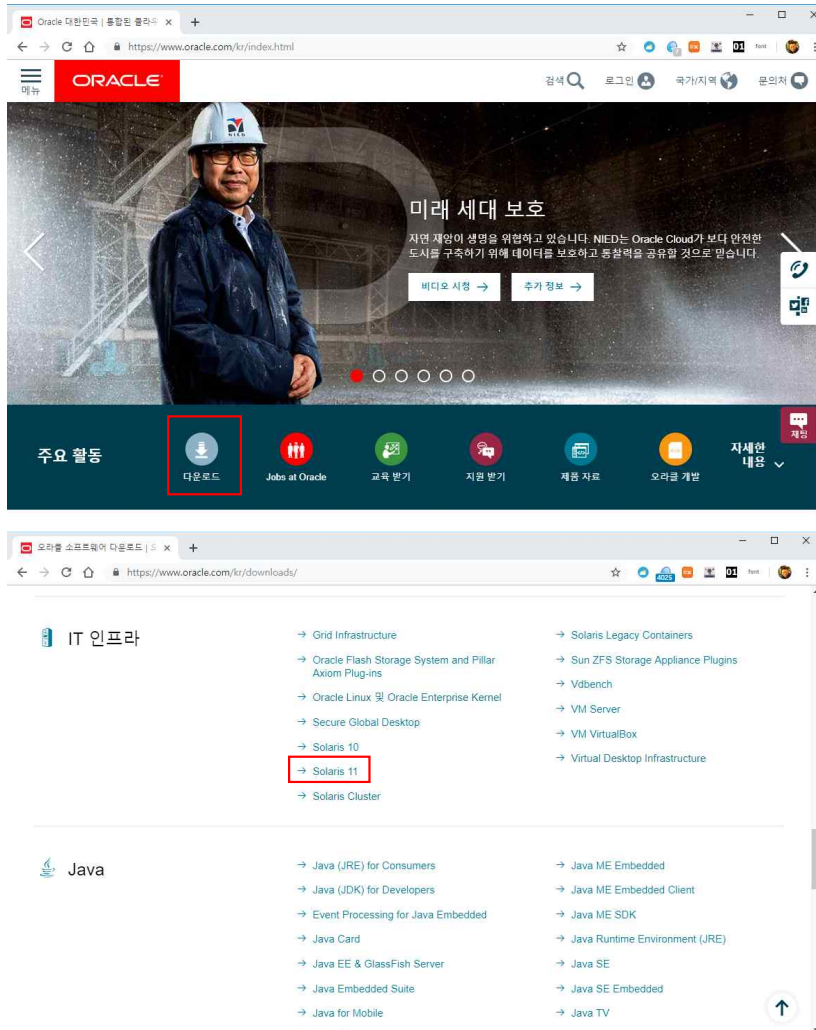 Oracle 대한민국 | 통합된 클라우
https://www.oracle.com/kr/index.html
01
font
메뉴
ORACLE
검색
로그인
국가/지역
문의처
NIED
미래 세대 보호
자연 재앙이 생명을 위협하고 있습니다. NIED는 Oracle Cloud가 보다 안전한
도시를 구축하기 위해 데이터를 보호하고 통찰력을 공유할 것으로 믿습니다.
비디오 시청 →
추가 정보 →
채팅
주요 활동
다운로드
Jobs at Oracle
교육 받기
지원 받기
제품 자료
오라클 개발
자세한
내용
오라클 소프트웨어 다운로드 | 오
https://www.oracle.com/kr/downloads/
4025
01
font
IT 인프라
→ Grid Infrastructure
→ Oracle Flash Storage System and Pillar
Axiom Plug-ins
→ Oracle Linux 및 Oracle Enterprise Kernel
→ Secure Global Desktop
→ Solaris 10
→ Solaris 11
→ Solaris Cluster
→ Solaris Legacy Containers
→ Sun ZFS Storage Appliance Plugins
→ Vdbench
→ VM Server
→ VM VirtualBox
→ Virtual Desktop Infrastructure
Java
→ Java (JRE) for Consumers
→ Java (JDK) for Developers
→ Event Processing for Java Embedded
→ Java Card
→ Java EE & GlassFish Server
→ Java Embedded Suite
→ Java for Mobile
→ Java ME Embedded
→ Java ME Embedded Client
→ Java ME SDK
→ Java Runtime Environment (JRE)
→ Java SE
→ Java SE Embedded
→ Java TV